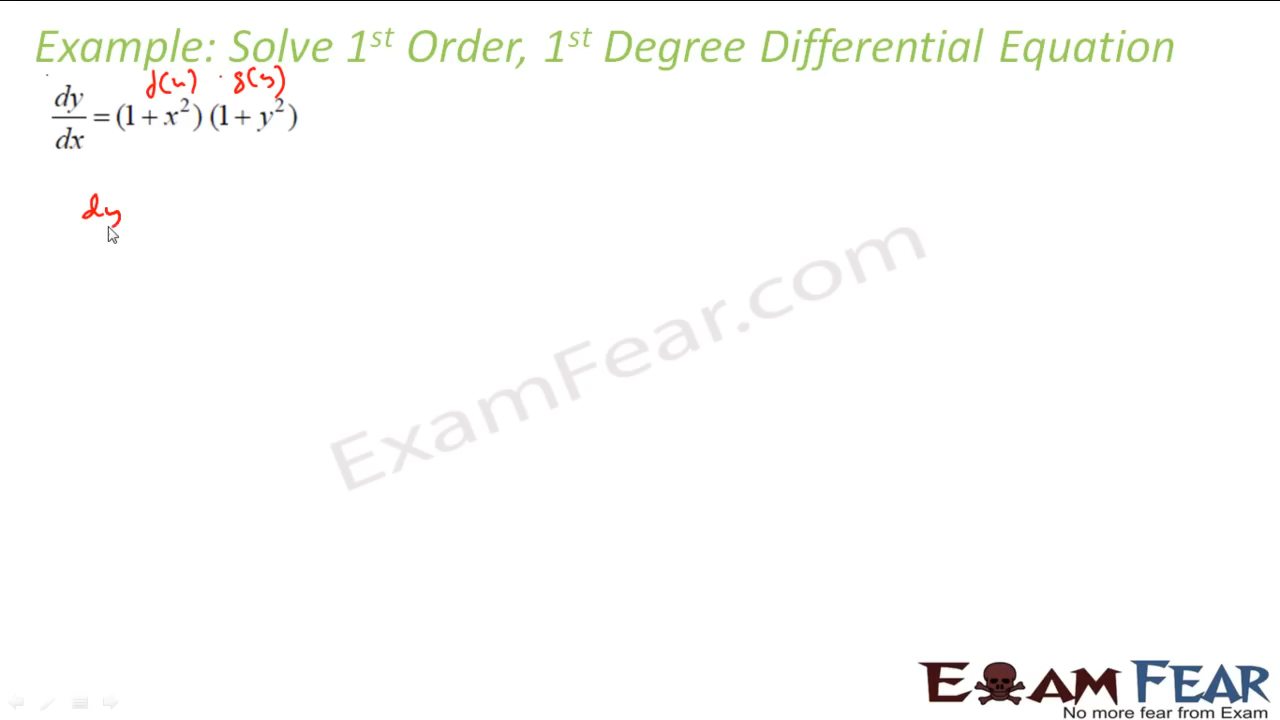 Example: Solve 1st Order, 1st Degree Differential Equation
f(x) · g(y)
dy/dx = (1 + x²) (1 + y²)
dy
ExamFear.com
EXAM FEAR
No more fear from Exam